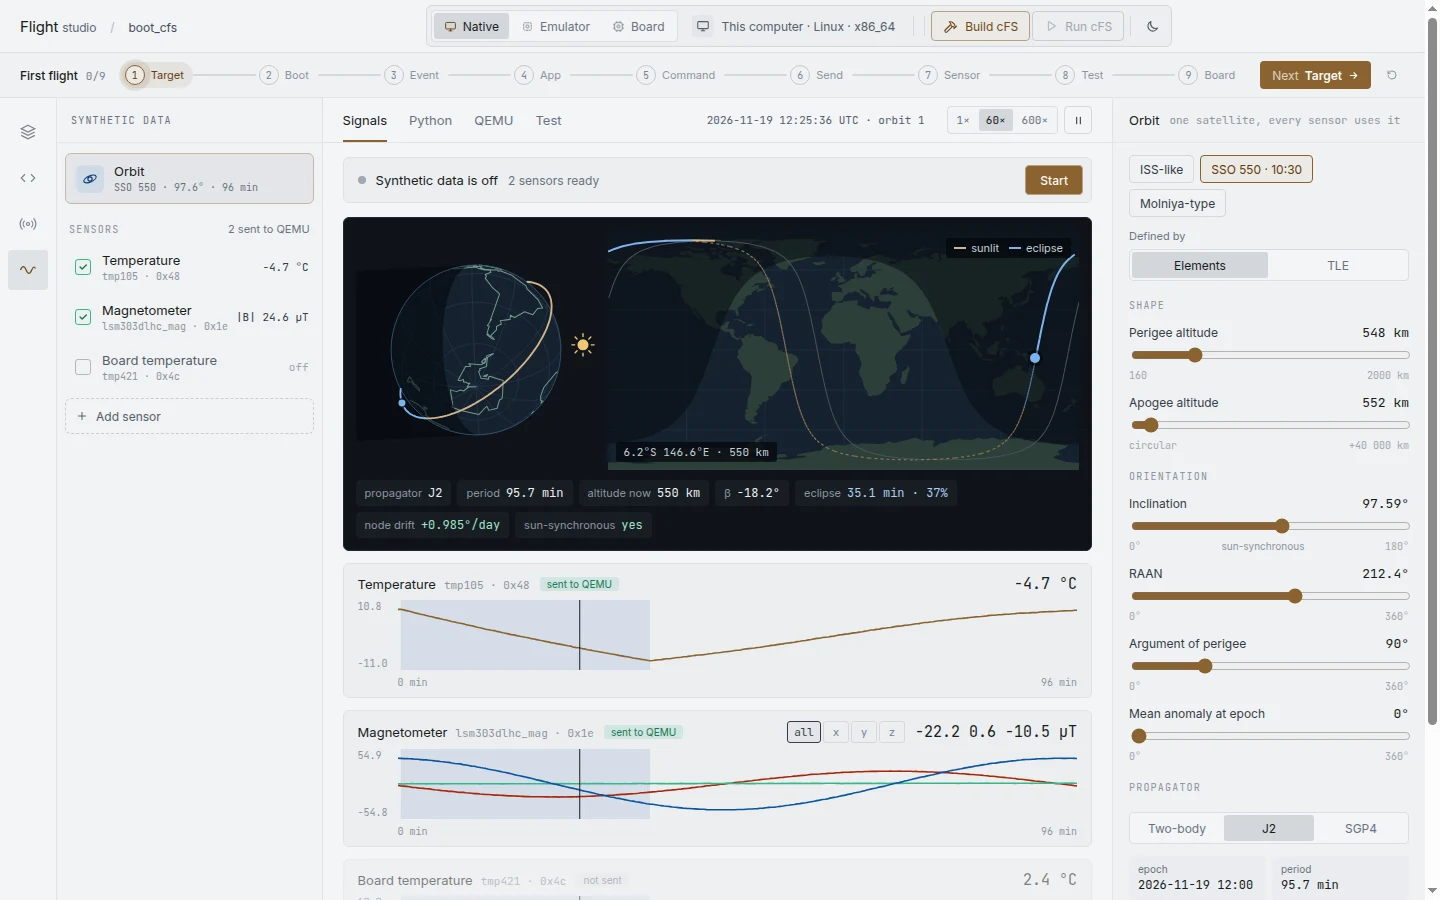 Flight studio / boot_cfs
Native Emulator Board This computer · Linux · x86_64 Build cFS Run cFS
First flight 0/9 1 Target 2 Boot 3 Event 4 App 5 Command 6 Send 7 Sensor 8 Test 9 Board Next Target →
SYNTHETIC DATA
Orbit
SSO 550 · 97.6° · 96 min
SENSORS 2 sent to QEMU
Temperature
tmp105 · 0x48
-4.7 °C
Magnetometer
lsm303dlhc_mag · 0x1e
|B| 24.6 µT
Board temperature
tmp421 · 0x4c
off
+ Add sensor
Signals Python QEMU Test 2026-11-19 12:25:36 UTC · orbit 1 1× 60× 600×
Synthetic data is off 2 sensors ready Start
sunlit eclipse
6.2°S 146.6°E · 550 km
propagator J2 period 95.7 min altitude now 550 km β -18.2° eclipse 35.1 min · 37%
node drift +0.985°/day sun-synchronous yes
Temperature tmp105 · 0x48 sent to QEMU -4.7 °C
10.8
-11.0
0 min 96 min
Magnetometer lsm303dlhc_mag · 0x1e sent to QEMU all x y z -22.2 0.6 -10.5 µT
54.9
-54.8
0 min 96 min
Board temperature tmp421 · 0x4c not sent 2.4 °C
Orbit one satellite, every sensor uses it
ISS-like SSO 550 · 10:30
Molniya-type
Defined by
Elements TLE
SHAPE
Perigee altitude 548 km
160 2000 km
Apogee altitude 552 km
circular +40 000 km
ORIENTATION
Inclination 97.59°
0° sun-synchronous 180°
RAAN 212.4°
0° 360°
Argument of perigee 90°
0° 360°
Mean anomaly at epoch 0°
0° 360°
PROPAGATOR
Two-body J2 SGP4
epoch period
2026-11-19 12:00 95.7 min